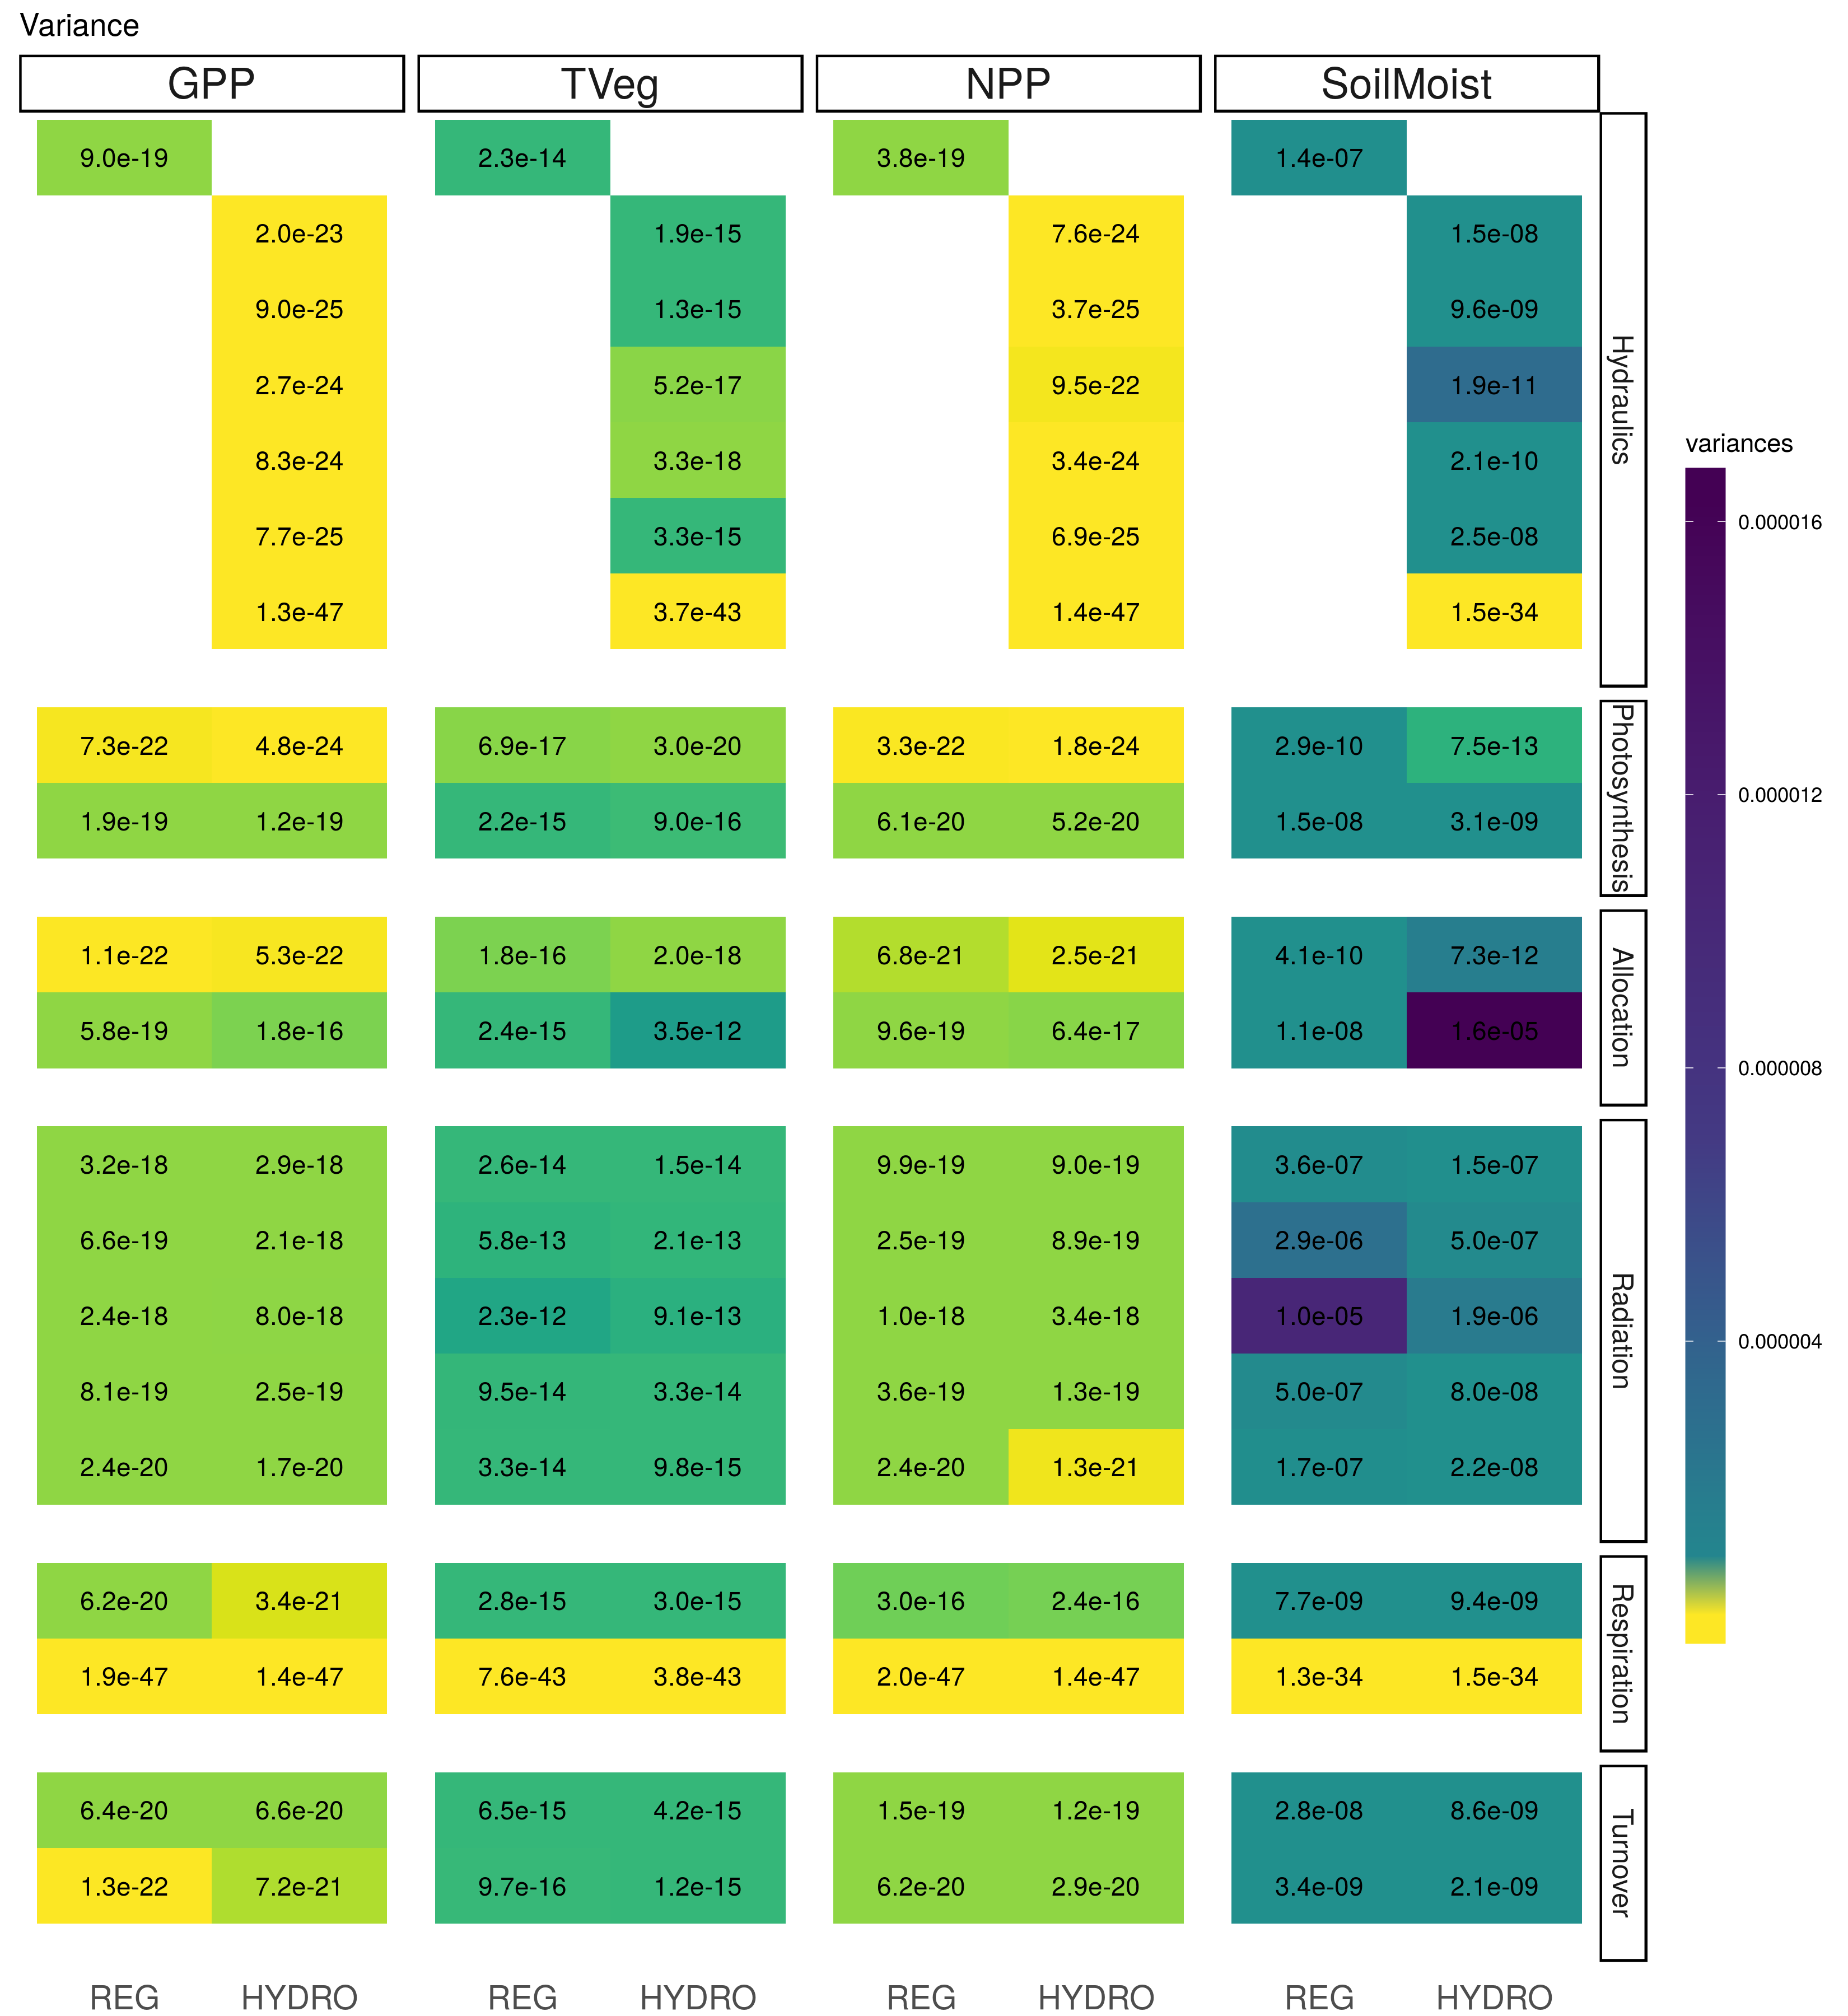 Variance
GPP TVeg NPP SoilMoist
9.0e-19 2.3e-14 3.8e-19 1.4e-07
2.0e-23 1.9e-15 7.6e-24 1.5e-08
9.0e-25 1.3e-15 3.7e-25 9.6e-09
2.7e-24 5.2e-17 9.5e-22 1.9e-11
8.3e-24 3.3e-18 3.4e-24 2.1e-10
7.7e-25 3.3e-15 6.9e-25 2.5e-08
1.3e-47 3.7e-43 1.4e-47 1.5e-34
Hydraulics
7.3e-22 4.8e-24 6.9e-17 3.0e-20 3.3e-22 1.8e-24 2.9e-10 7.5e-13
1.9e-19 1.2e-19 2.2e-15 9.0e-16 6.1e-20 5.2e-20 1.5e-08 3.1e-09
Photosynthesis
1.1e-22 5.3e-22 1.8e-16 2.0e-18 6.8e-21 2.5e-21 4.1e-10 7.3e-12
5.8e-19 1.8e-16 2.4e-15 3.5e-12 9.6e-19 6.4e-17 1.1e-08 1.6e-05
Allocation
3.2e-18 2.9e-18 2.6e-14 1.5e-14 9.9e-19 9.0e-19 3.6e-07 1.5e-07
6.6e-19 2.1e-18 5.8e-13 2.1e-13 2.5e-19 8.9e-19 2.9e-06 5.0e-07
2.4e-18 8.0e-18 2.3e-12 9.1e-13 1.0e-18 3.4e-18 1.0e-05 1.9e-06
8.1e-19 2.5e-19 9.5e-14 3.3e-14 3.6e-19 1.3e-19 5.0e-07 8.0e-08
2.4e-20 1.7e-20 3.3e-14 9.8e-15 2.4e-20 1.3e-21 1.7e-07 2.2e-08
Radiation
6.2e-20 3.4e-21 2.8e-15 3.0e-15 3.0e-16 2.4e-16 7.7e-09 9.4e-09
1.9e-47 1.4e-47 7.6e-43 3.8e-43 2.0e-47 1.4e-47 1.3e-34 1.5e-34
Respiration
6.4e-20 6.6e-20 6.5e-15 4.2e-15 1.5e-19 1.2e-19 2.8e-08 8.6e-09
1.3e-22 7.2e-21 9.7e-16 1.2e-15 6.2e-20 2.9e-20 3.4e-09 2.1e-09
Turnover
REG HYDRO REG HYDRO REG HYDRO REG HYDRO
variances
0.000016
0.000012
0.000008
0.000004